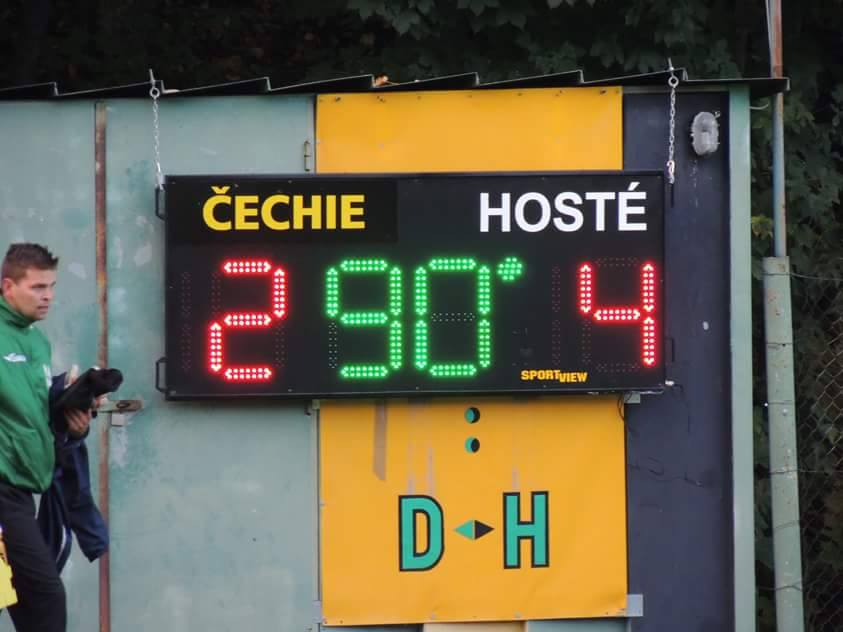 ČECHIE HOSTÉ
2 90' 4
SPORTVIEW
:
D H